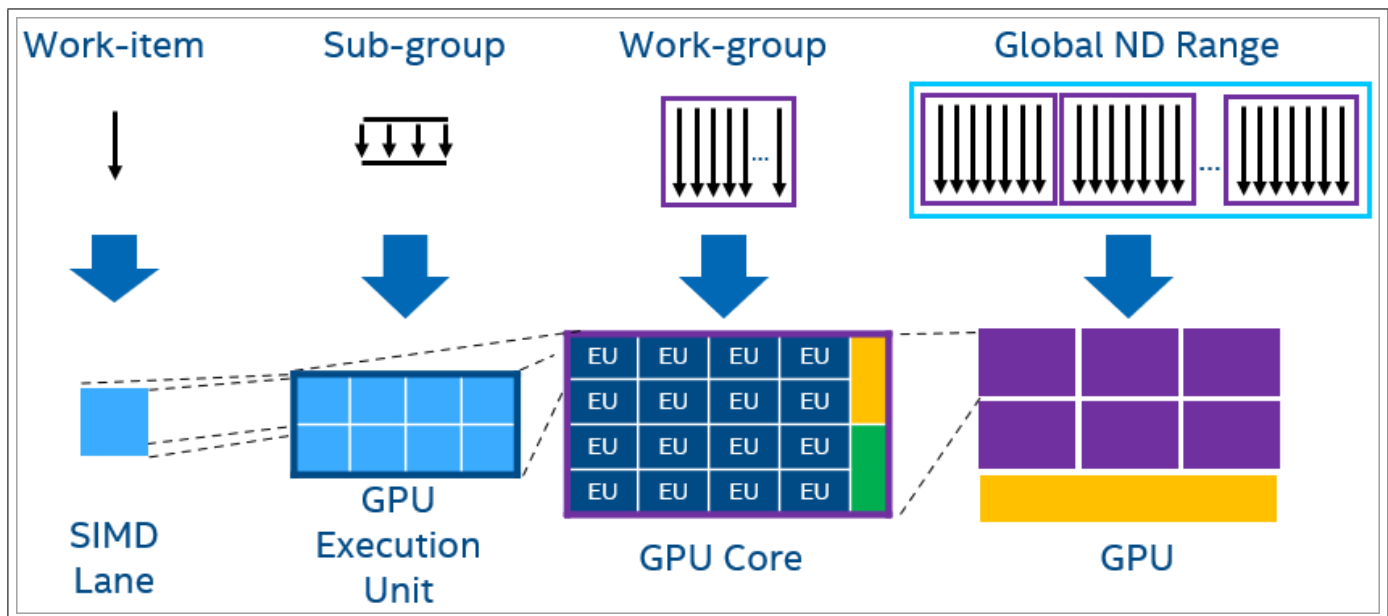 Work-item
Sub-group
Work-group
Global ND Range
...
...
EU EU EU EU
EU EU EU EU
EU EU EU EU
EU EU EU EU
SIMD
Lane
GPU
Execution
Unit
GPU Core
GPU